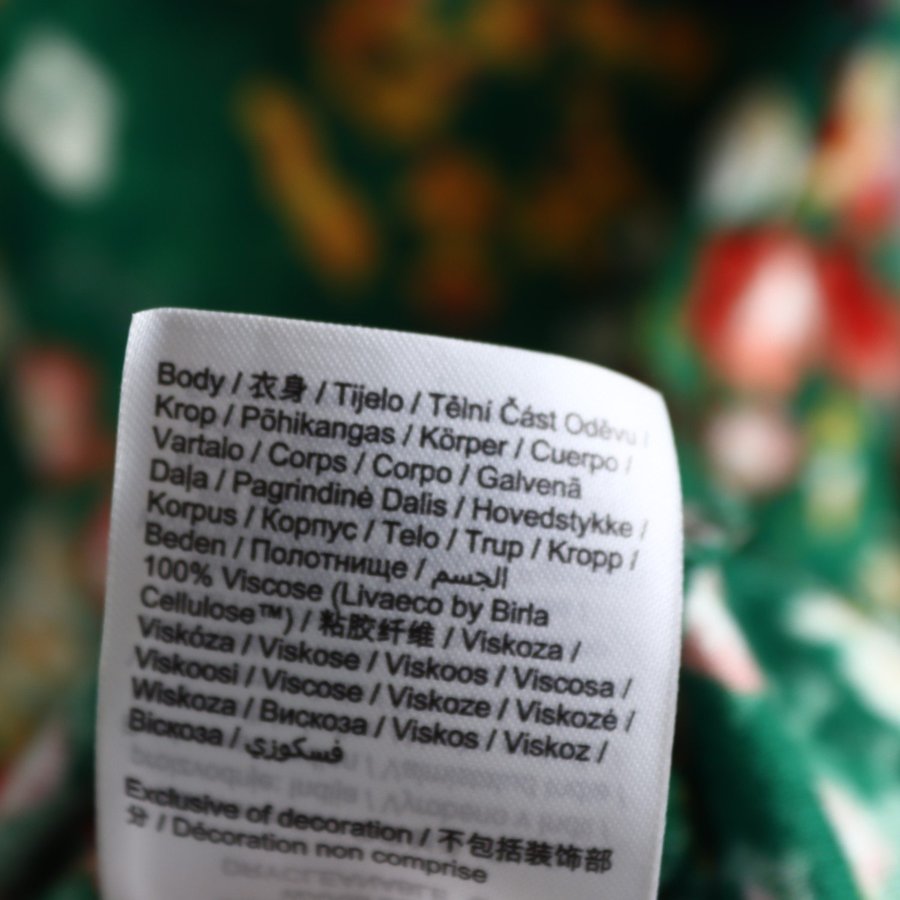 Body / 衣身 / Tijelo / Tělní Část Oděvu /
Krop / Põhikangas / Körper / Cuerpo /
Vartalo / Corps / Corpo / Galvenā
Daļa / Pagrindinė Dalis / Hovedstykke /
Korpus / Корпус / Telo / Trup / Kropp /
Beden / Полотнище / الجسم
100% Viscose (Livaeco by Birla
Cellulose™) / 粘胶纤维 / Viskoza /
Viskóza / Viskose / Viskoos / Viscosa /
Viskoosi / Viscose / Viskoze / Viskozė /
Wiskoza / Вискоза / Viskos / Viskoz /
Віскоза / فسكوزي
Exclusive of decoration / 不包括装饰部
分 / Décoration non comprise